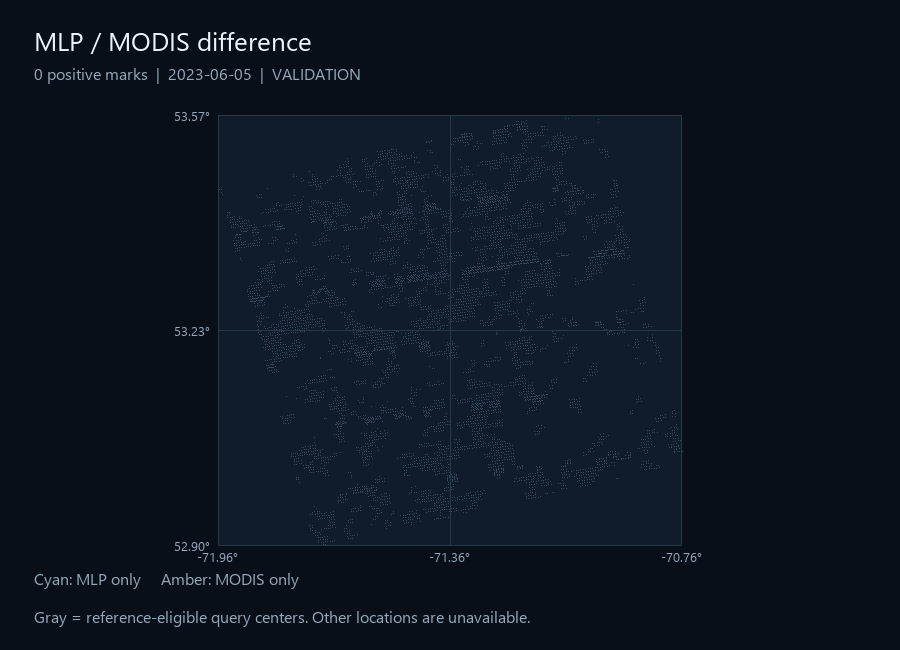 MLP / MODIS difference
0 positive marks | 2023-06-05 | VALIDATION
53.57°
53.23°
52.90°
-71.96° -71.36° -70.76°
Cyan: MLP only Amber: MODIS only
Gray = reference-eligible query centers. Other locations are unavailable.